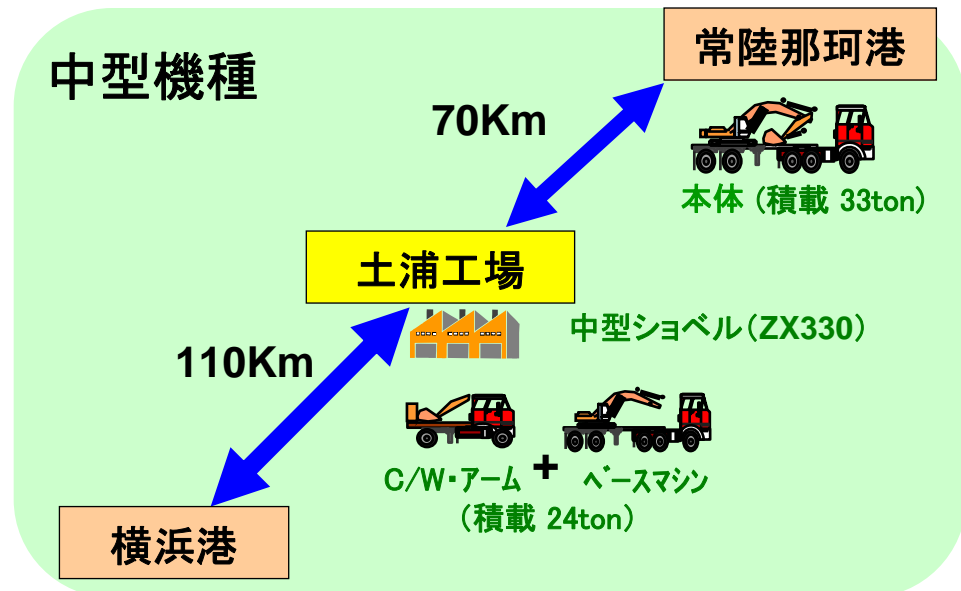 中型機種
常陸那珂港
70Km
本体 (積載 33ton)
土浦工場
中型ショベル(ZX330)
110Km
C/W・アーム + ベースマシン
(積載 24ton)
横浜港